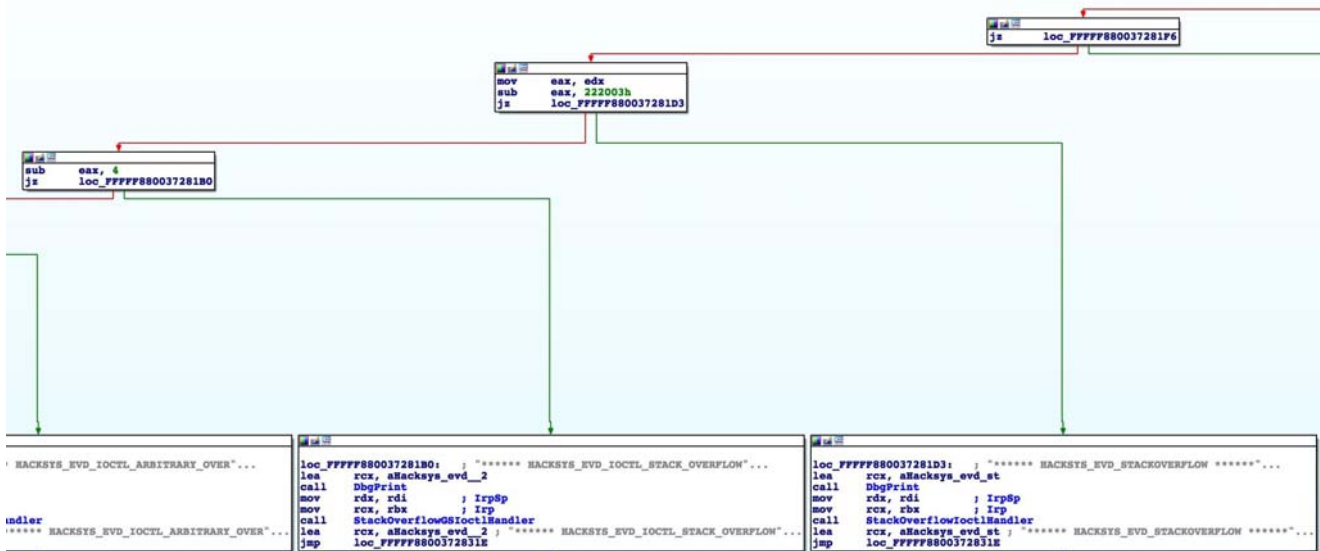 jz loc_FFFFF880037281F6
mov eax, edx
sub eax, 222003h
jz loc_FFFFF880037281D3
sub eax, 4
jz loc_FFFFF880037281B0
* HACKSYS_EVD_IOCTL_ARBITRARY_OVER"...
andler
****** HACKSYS_EVD_IOCTL_ARBITRARY_OVER"...
loc_FFFFF880037281B0: ; "****** HACKSYS_EVD_IOCTL_STACK_OVERFLOW"...
lea rcx, aHacksys_evd__2
call DbgPrint
mov rdx, rdi ; IrpSp
mov rcx, rbx ; Irp
call StackOverflowGSIoctlHandler
lea rcx, aHacksys_evd__2 ; "****** HACKSYS_EVD_IOCTL_STACK_OVERFLOW"...
jmp loc_FFFFF8800372831E
loc_FFFFF880037281D3: ; "****** HACKSYS_EVD_STACKOVERFLOW ******"...
lea rcx, aHacksys_evd_st
call DbgPrint
mov rdx, rdi ; IrpSp
mov rcx, rbx ; Irp
call StackOverflowIoctlHandler
lea rcx, aHacksys_evd_st ; "****** HACKSYS_EVD_STACKOVERFLOW ******"...
jmp loc_FFFFF8800372831E